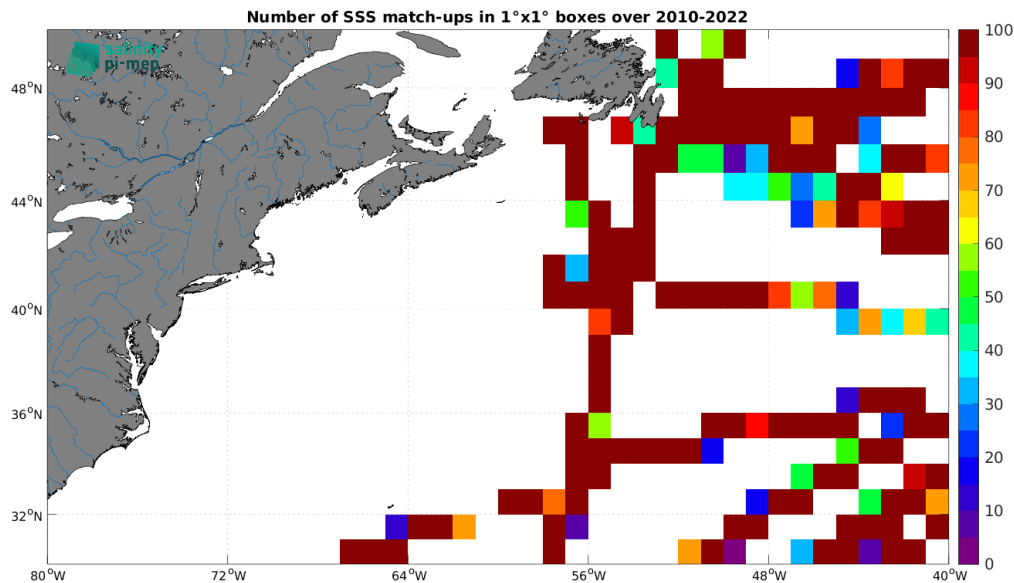 Number of SSS match-ups in 1°x1° boxes over 2010-2022
salinity
pi-mep
48°N
44°N
40°N
36°N
32°N
80°W
72°W
64°W
56°W
48°W
40°W
100
90
80
70
60
50
40
30
20
10
0